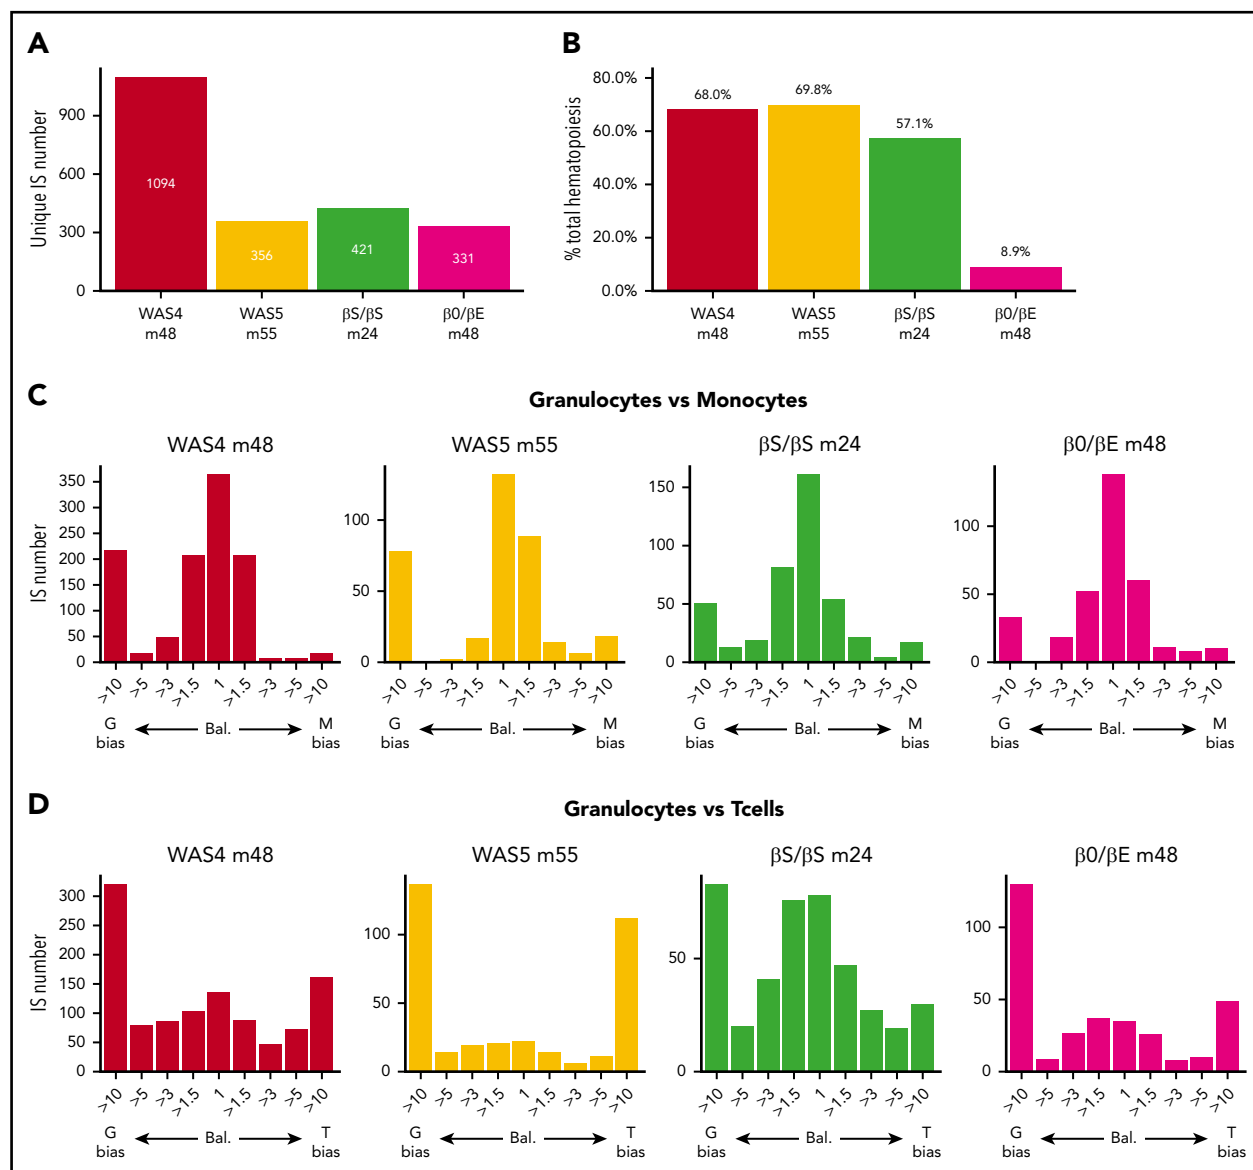 A
Unique IS number
900
600
300
0
1094
356
421
331
WAS4 m48
WAS5 m55
βS/βS m24
β0/βE m48
B
% total hematopoiesis
80.0%
60.0%
40.0%
20.0%
0.0%
68.0%
69.8%
57.1%
8.9%
WAS4 m48
WAS5 m55
βS/βS m24
β0/βE m48
C
Granulocytes vs Monocytes
WAS4 m48
IS number
350
300
250
200
150
100
50
0
>10 >5 >3 >1.5 1 >1.5 >3 >5 >10
G bias
Bal.
M bias
WAS5 m55
100
50
0
>10 >5 >3 >1.5 1 >1.5 >3 >5 >10
G bias
Bal.
M bias
βS/βS m24
150
100
50
0
>10 >5 >3 >1.5 1 >1.5 >3 >5 >10
G bias
Bal.
M bias
β0/βE m48
100
50
0
>10 >5 >3 >1.5 1 >1.5 >3 >5 >10
G bias
Bal.
M bias
D
Granulocytes vs Tcells
WAS4 m48
IS number
300
250
200
150
100
50
0
>10 >5 >3 >1.5 1 >1.5 >3 >5 >10
G bias
Bal.
T bias
WAS5 m55
100
50
0
>10 >5 >3 >1.5 1 >1.5 >3 >5 >10
G bias
Bal.
T bias
βS/βS m24
50
0
>10 >5 >3 >1.5 1 >1.5 >3 >5 >10
G bias
Bal.
T bias
β0/βE m48
100
50
0
>10 >5 >3 >1.5 1 >1.5 >3 >5 >10
G bias
Bal.
T bias